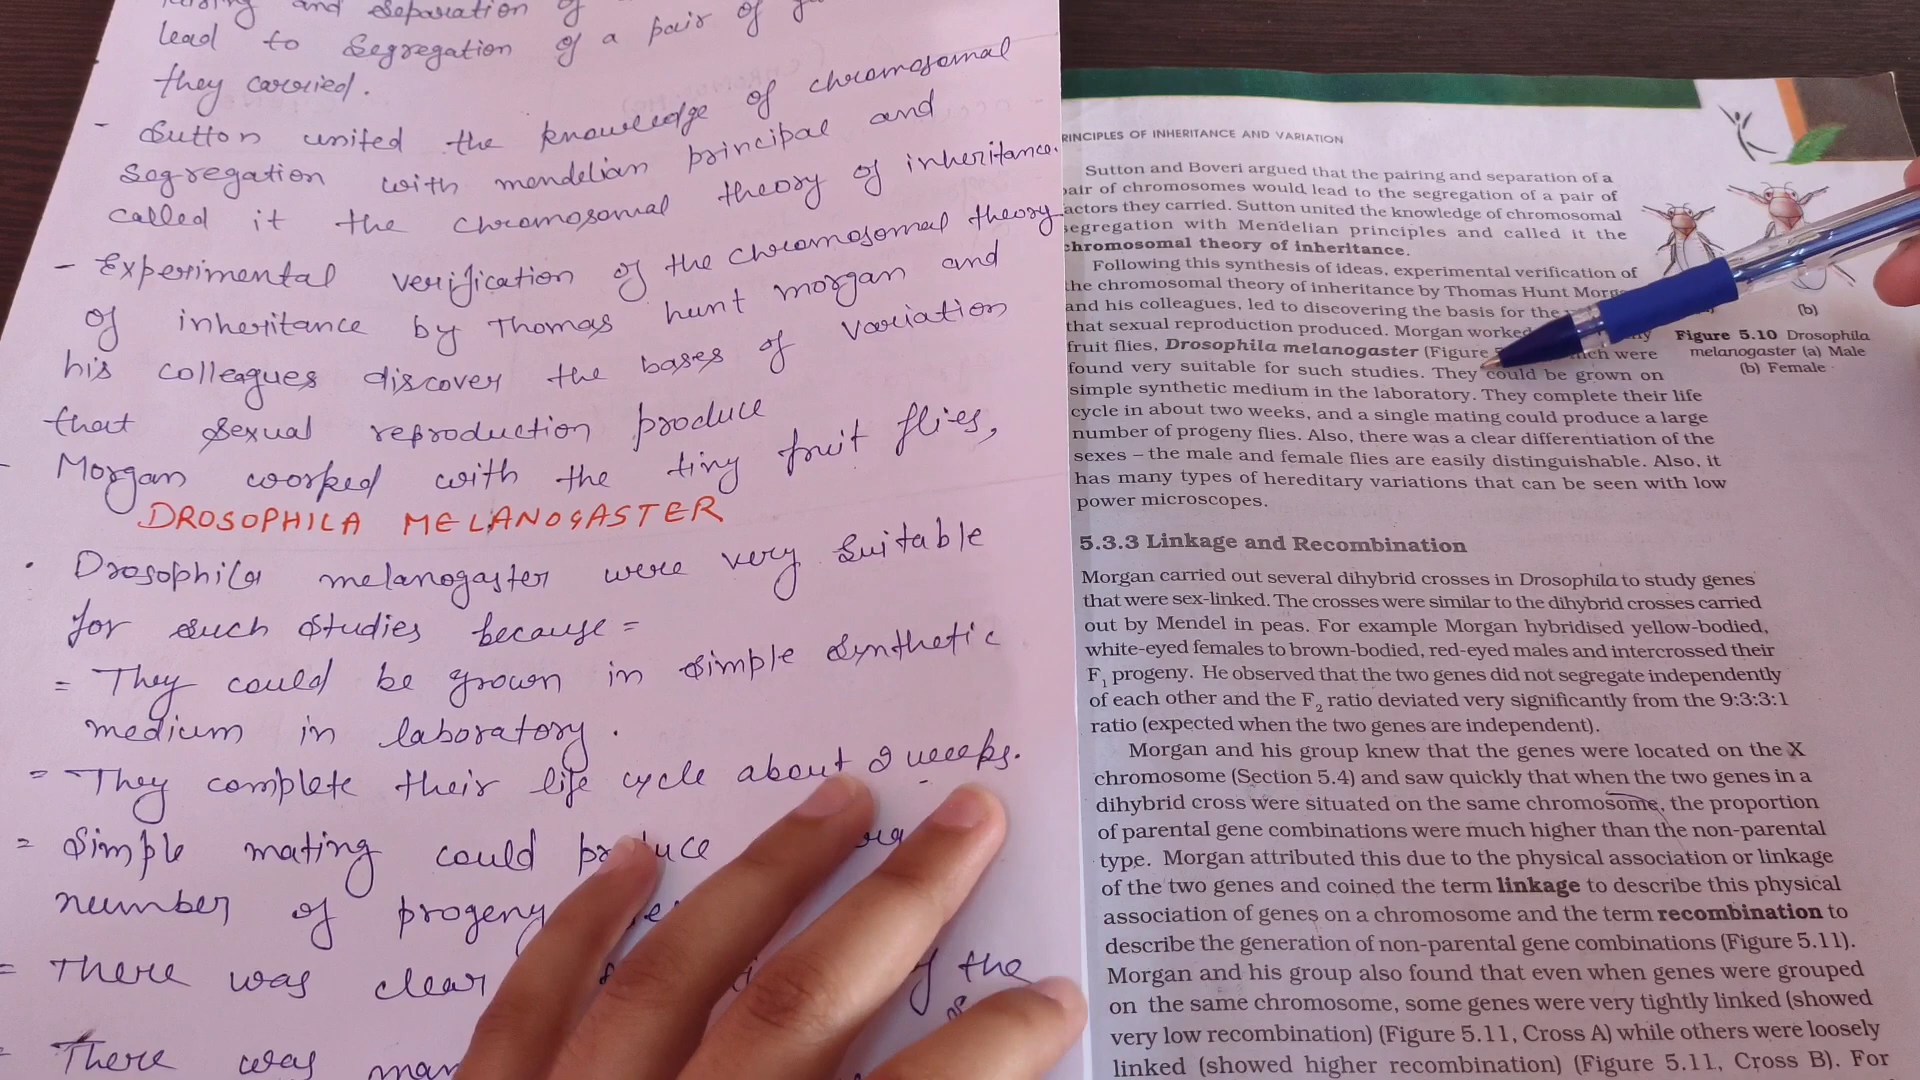 and separation of
lead to segregation of a pair of
they carried.
- Sutton united the knowledge of chromosomal
segregation with mendelian principal and
called it the chromosomal theory of inheritance.
- Experimental verification of the chromosomal theory
of inheritance by Thomas hunt morgan and
his colleagues discover the bases of variation
that sexual reproduction produce
- Morgan worked with the tiny fruit flies,
DROSOPHILA MELANOGASTER
. Drosophila melanogaster were very suitable
for such studies because =
= They could be grown in simple synthetic
medium in laboratory.
= They complete their life cycle about 2 weeks.
= Simple mating could produce
number of progeny
= There was clear of the
= There was
RINCIPLES OF INHERITANCE AND VARIATION
Sutton and Boveri argued that the pairing and separation of a
pair of chromosomes would lead to the segregation of a pair of
actors they carried. Sutton united the knowledge of chromosomal
segregation with Mendelian principles and called it the
chromosomal theory of inheritance.
Following this synthesis of ideas, experimental verification of
the chromosomal theory of inheritance by Thomas Hunt
and his colleagues, led to discovering the basis for the
that sexual reproduction produced. Morgan worked
fruit flies, Drosophila melanogaster (Figure were
found very suitable for such studies. They could be grown on
simple synthetic medium in the laboratory. They complete their life
cycle in about two weeks, and a single mating could produce a large
number of progeny flies. Also, there was a clear differentiation of the
sexes – the male and female flies are easily distinguishable. Also, it
has many types of hereditary variations that can be seen with low
power microscopes.
(b)
Figure 5.10 Drosophila
melanogaster (a) Male
(b) Female
5.3.3 Linkage and Recombination
Morgan carried out several dihybrid crosses in Drosophila to study genes
that were sex-linked. The crosses were similar to the dihybrid crosses carried
out by Mendel in peas. For example Morgan hybridised yellow-bodied,
white-eyed females to brown-bodied, red-eyed males and intercrossed their
F1 progeny. He observed that the two genes did not segregate independently
of each other and the F2 ratio deviated very significantly from the 9:3:3:1
ratio (expected when the two genes are independent).
Morgan and his group knew that the genes were located on the X
chromosome (Section 5.4) and saw quickly that when the two genes in a
dihybrid cross were situated on the same chromosome, the proportion
of parental gene combinations were much higher than the non-parental
type. Morgan attributed this due to the physical association or linkage
of the two genes and coined the term linkage to describe this physical
association of genes on a chromosome and the term recombination to
describe the generation of non-parental gene combinations (Figure 5.11).
Morgan and his group also found that even when genes were grouped
on the same chromosome, some genes were very tightly linked (showed
very low recombination) (Figure 5.11, Cross A) while others were loosely
linked (showed higher recombination) (Figure 5.11, Cross B). For